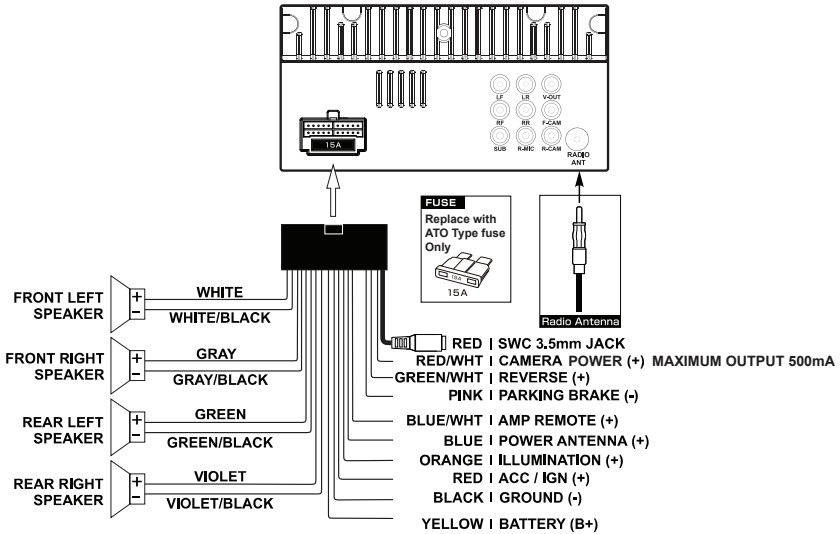 LF LR V-OUT
RF RR F-CAM
SUB R-MIC R-CAM
RADIO
ANT
15A
FUSE
Replace with
ATO Type fuse
Only
15A
15A
Radio Antenna
FRONT LEFT
SPEAKER
+
−
WHITE
WHITE/BLACK
FRONT RIGHT
SPEAKER
+
−
GRAY
GRAY/BLACK
REAR LEFT
SPEAKER
+
−
GREEN
GREEN/BLACK
REAR RIGHT
SPEAKER
+
−
VIOLET
VIOLET/BLACK
RED | SWC 3.5mm JACK
RED/WHT | CAMERA POWER (+) MAXIMUM OUTPUT 500mA
GREEN/WHT | REVERSE (+)
PINK | PARKING BRAKE (-)
BLUE/WHT | AMP REMOTE (+)
BLUE | POWER ANTENNA (+)
ORANGE | ILLUMINATION (+)
RED | ACC / IGN (+)
BLACK | GROUND (-)
YELLOW | BATTERY (B+)